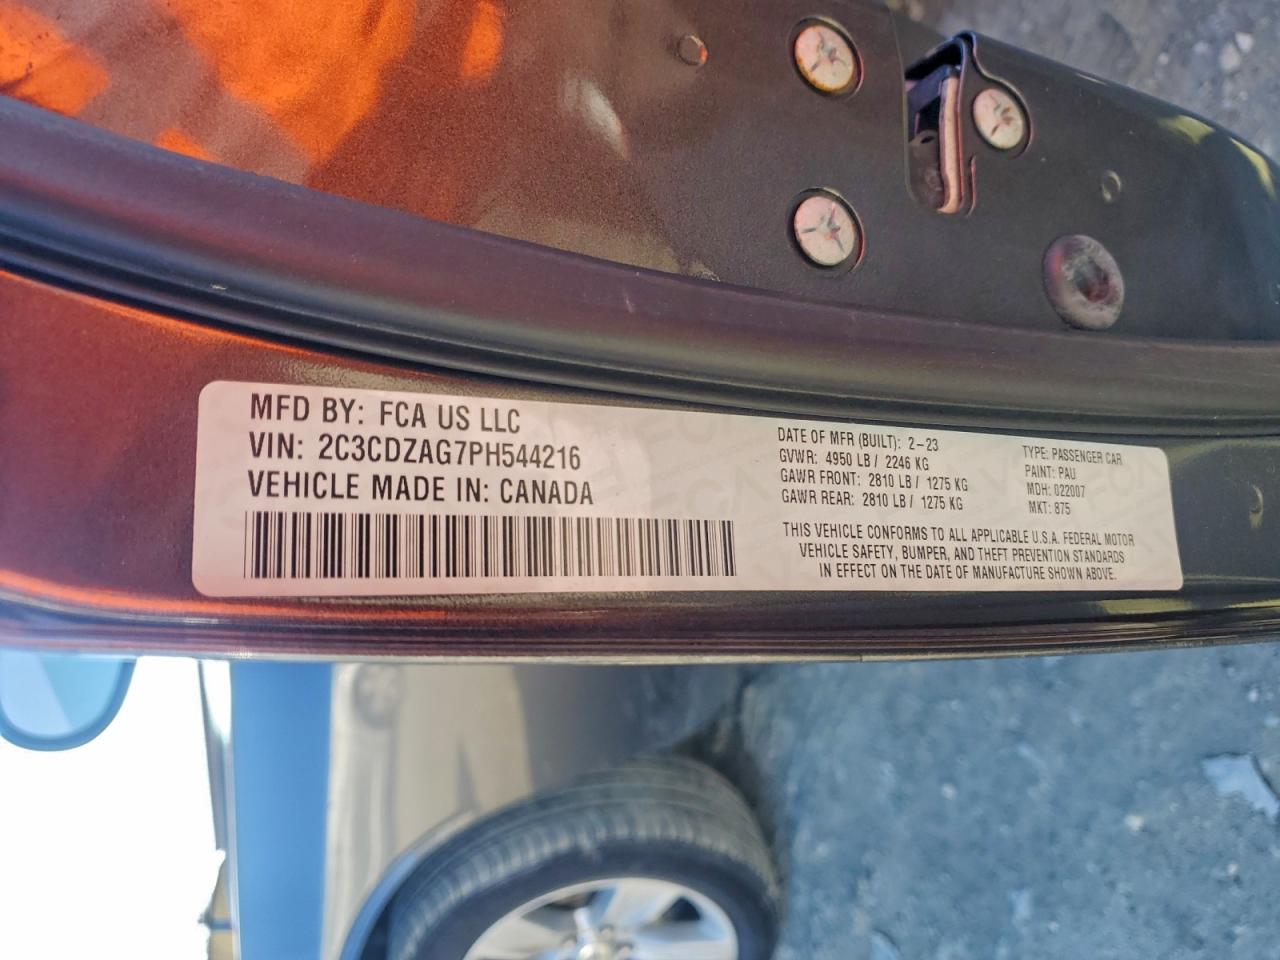 MFD BY: FCA US LLC
VIN: 2C3CDZAG7PH544216
VEHICLE MADE IN: CANADA
DATE OF MFR (BUILT): 2-23
GVWR: 4950 LB / 2246 KG
GAWR FRONT: 2810 LB / 1275 KG
GAWR REAR: 2810 LB / 1275 KG
TYPE: PASSENGER CAR
PAINT: PAU
MDH: 022007
MKT: 875
THIS VEHICLE CONFORMS TO ALL APPLICABLE U.S.A. FEDERAL MOTOR
VEHICLE SAFETY, BUMPER, AND THEFT PREVENTION STANDARDS
IN EFFECT ON THE DATE OF MANUFACTURE SHOWN ABOVE.